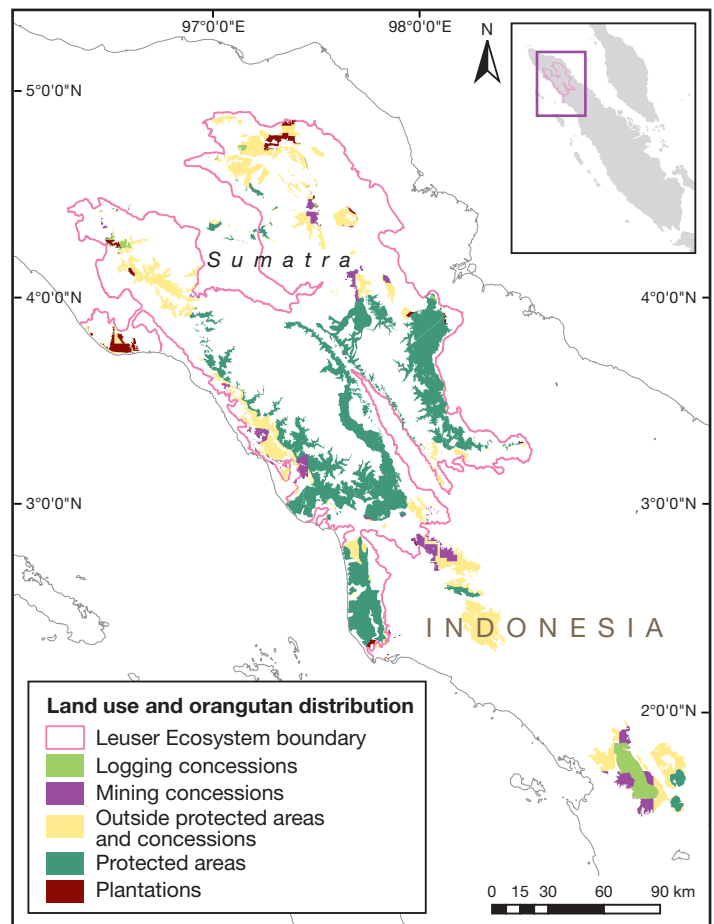 97°0'0"E
98°0'0"E
N
5°0'0"N
Sumatra
4°0'0"N
4°0'0"N
3°0'0"N
3°0'0"N
INDONESIA
2°0'0"N
Land use and orangutan distribution
Leuser Ecosystem boundary
Logging concessions
Mining concessions
Outside protected areas
and concessions
Protected areas
Plantations
0 15 30 60 90 km